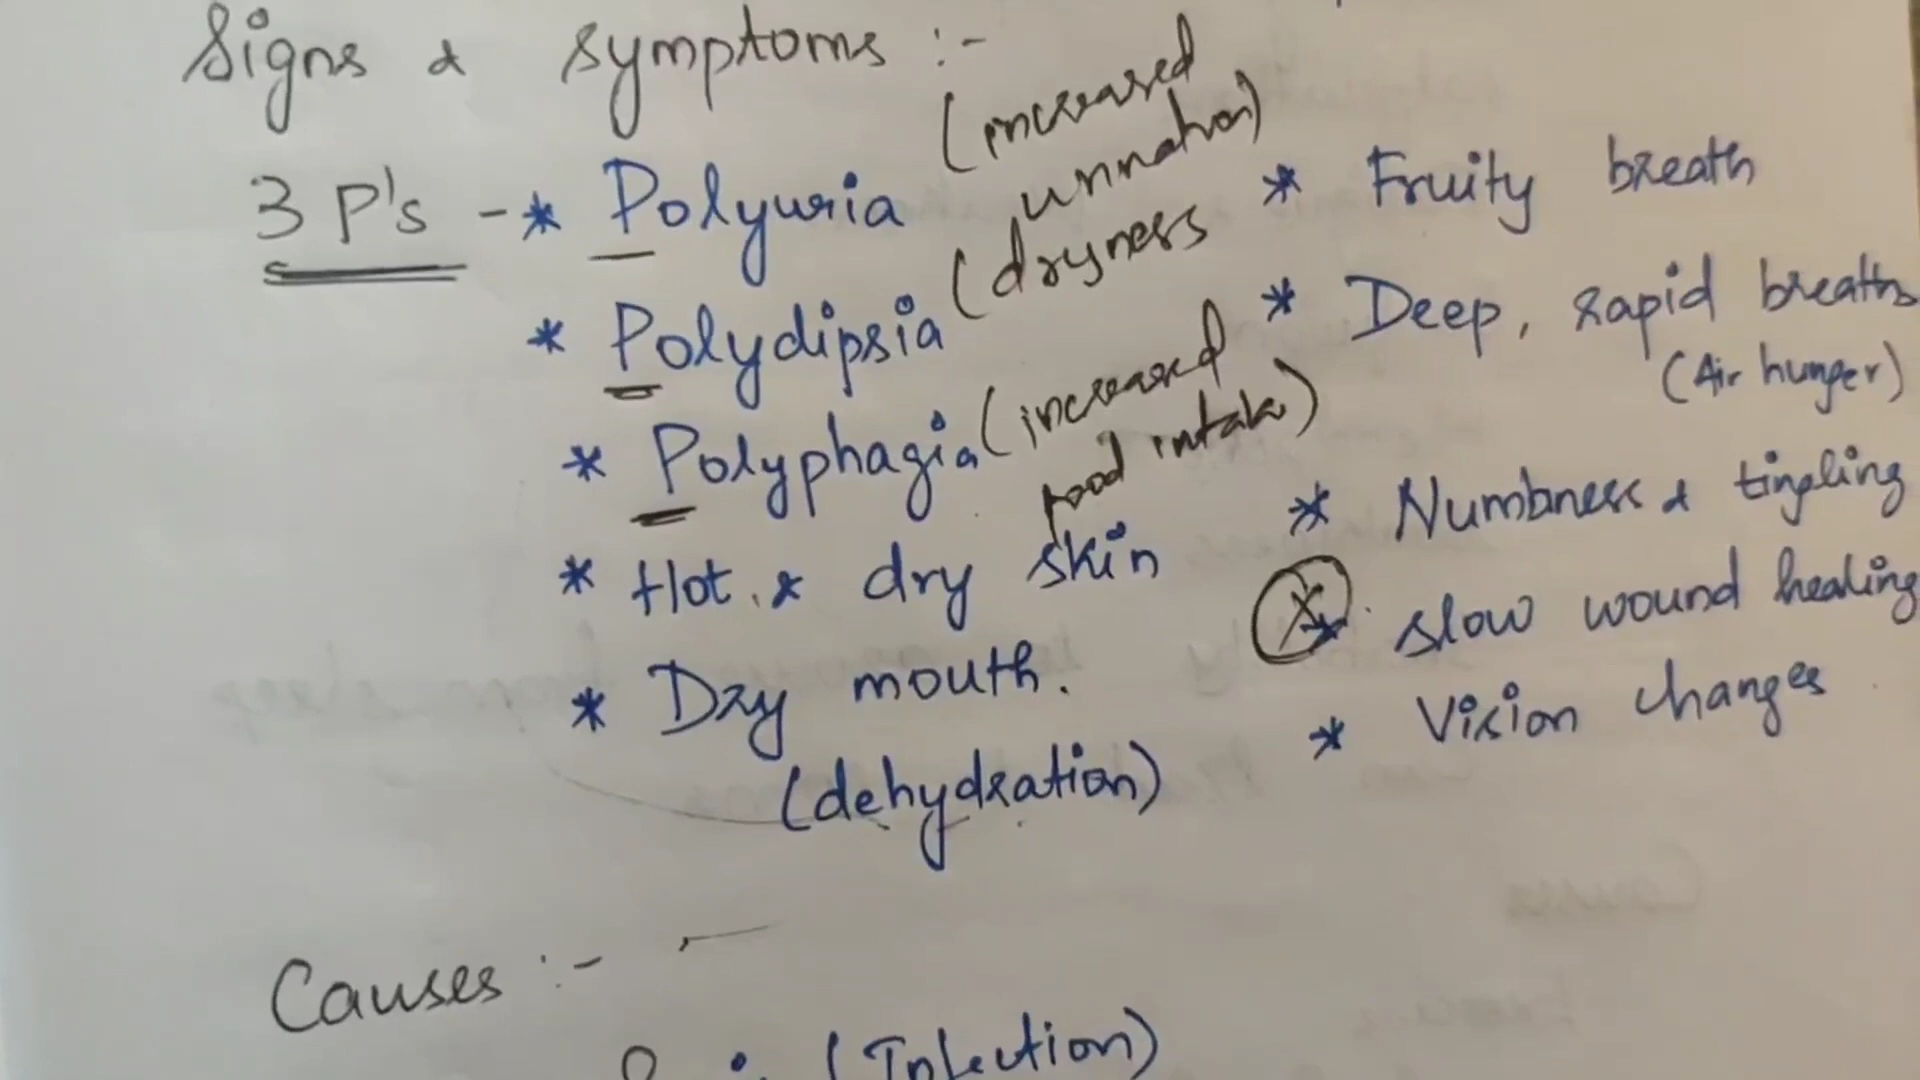 Signs & symptoms :-
3 P's - * Polyuria (increased urination)
* Polydipsia (dryness
* Polyphagia (increased food intake)
* Hot & dry skin
* Dry mouth.
(dehydration)
* Fruity breath
* Deep, rapid breaths
(Air hunger)
* Numbness & tingling
* slow wound healing
* Vision changes
Causes :-
(Infection)